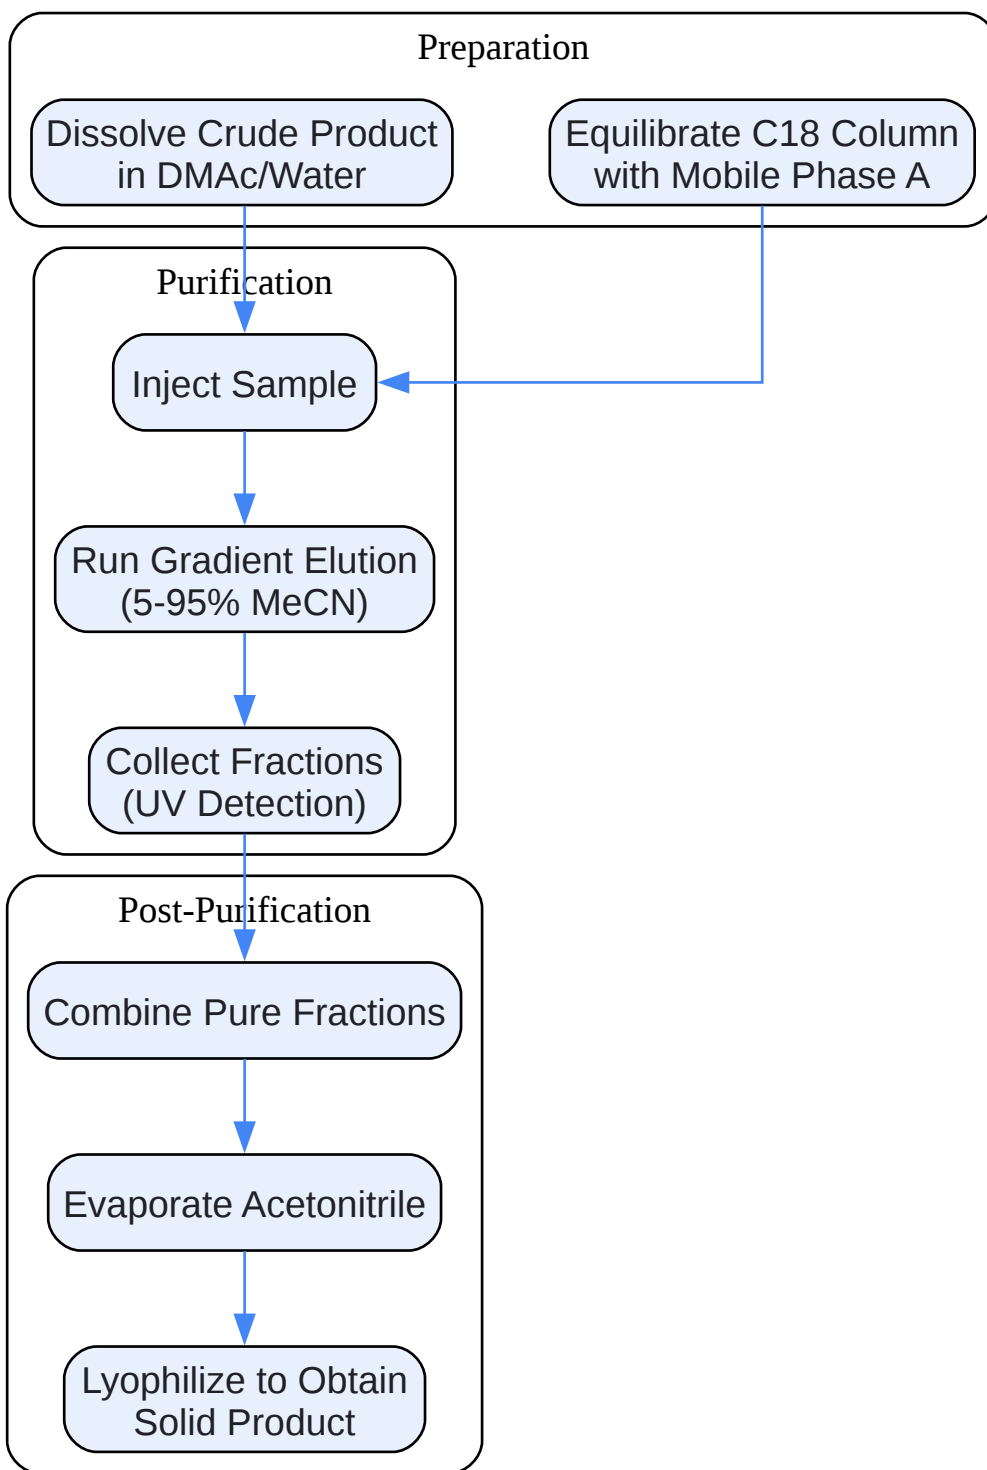 Preparation
Dissolve Crude Product
in DMAc/Water
Equilibrate C18 Column
with Mobile Phase A
Purification
Inject Sample
Run Gradient Elution
(5-95% MeCN)
Collect Fractions
(UV Detection)
Post-Purification
Combine Pure Fractions
Evaporate Acetonitrile
Lyophilize to Obtain
Solid Product